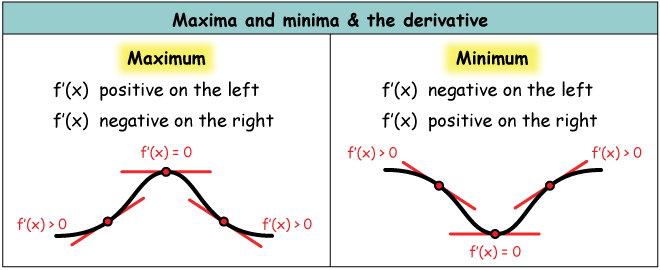 Maxima and minima & the derivative
Maximum
f'(x) positive on the left
f'(x) negative on the right
f'(x) = 0
f'(x) > 0
f'(x) > 0
Minimum
f'(x) negative on the left
f'(x) positive on the right
f'(x) > 0
f'(x) > 0
f'(x) = 0